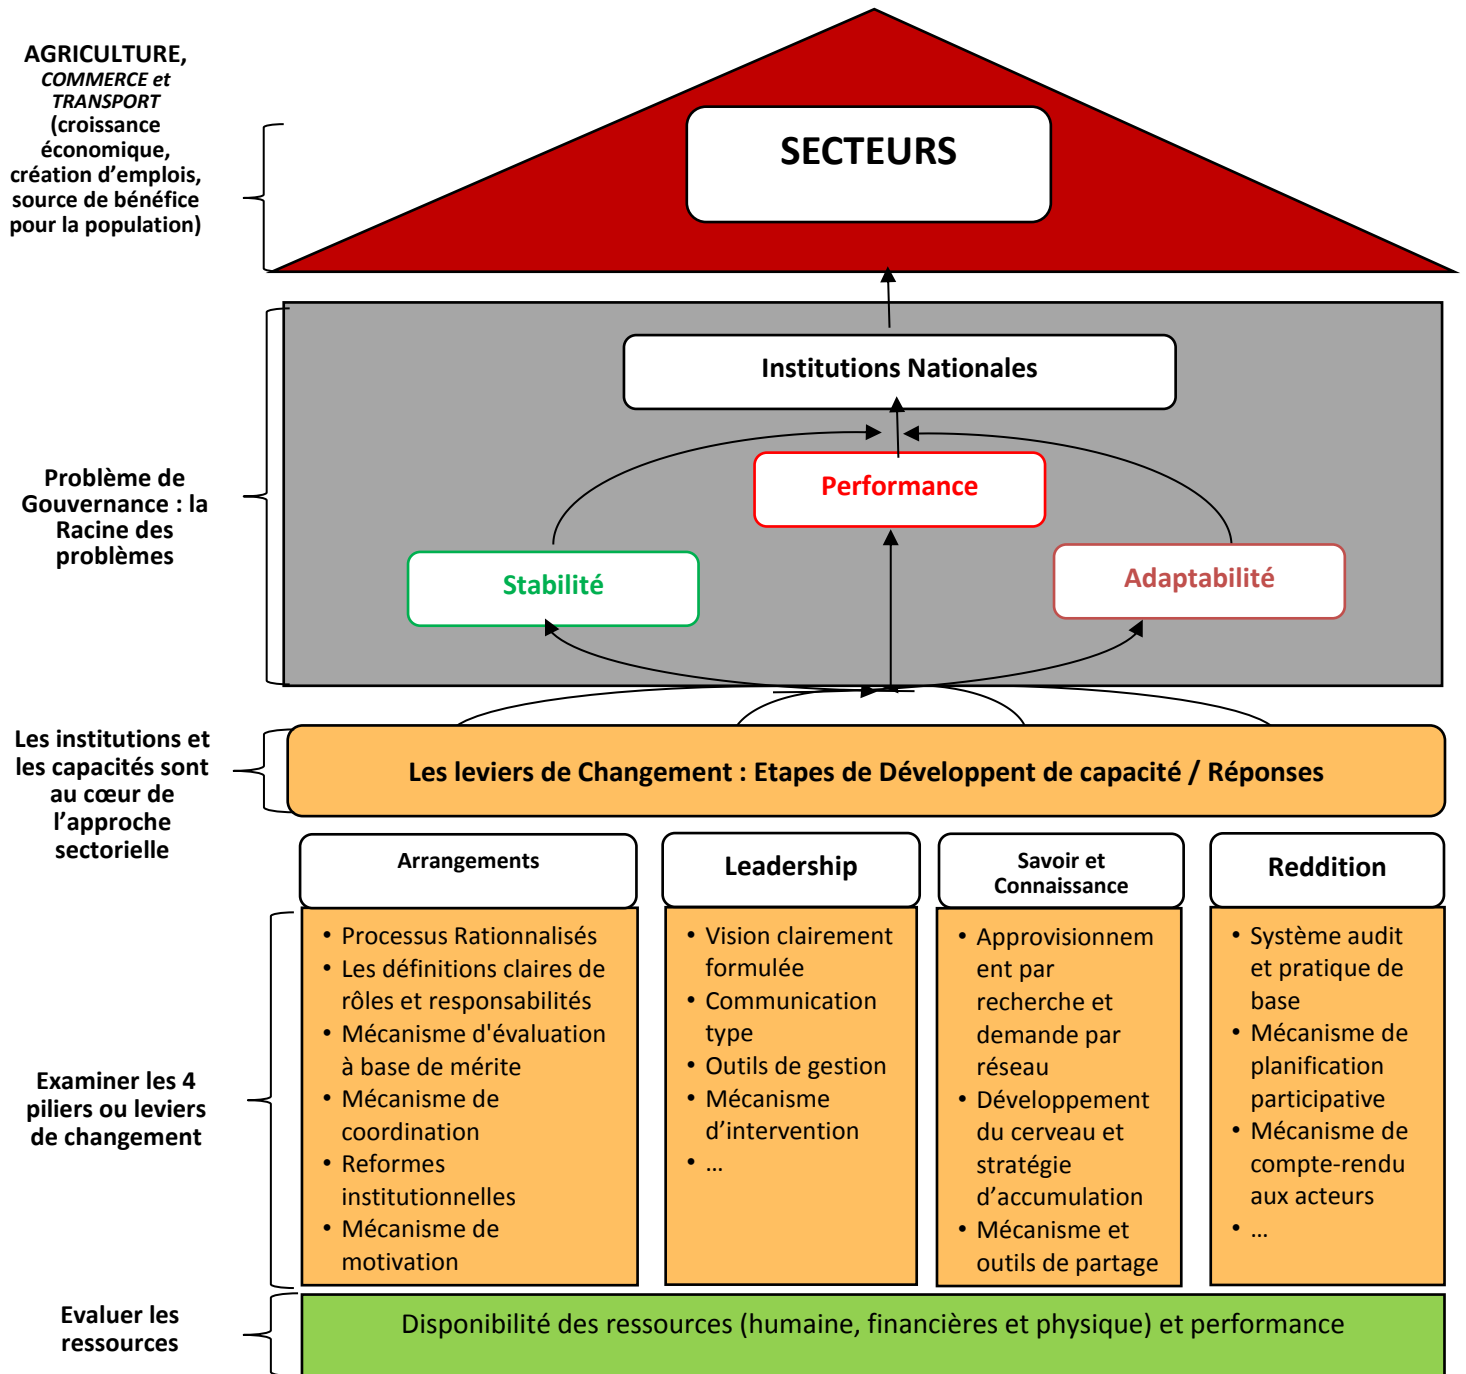 AGRICULTURE,
COMMERCE et
TRANSPORT
(croissance
économique,
création d’emplois,
source de bénéfice
pour la population)
SECTEURS
Problème de
Gouvernance : la
Racine des
problèmes
Institutions Nationales
Performance
Stabilité
Adaptabilité
Les institutions et
les capacités sont
au cœur de
l’approche
sectorielle
Les leviers de Changement : Etapes de Développent de capacité / Réponses
Examiner les 4
piliers ou leviers
de changement
Arrangements
• Processus Rationnalisés
• Les définitions claires de
rôles et responsabilités
• Mécanisme d'évaluation
à base de mérite
• Mécanisme de
coordination
• Reformes
institutionnelles
• Mécanisme de
motivation
Leadership
• Vision clairement
formulée
• Communication
type
• Outils de gestion
• Mécanisme
d’intervention
• …
Savoir et
Connaissance
• Approvisionnem
ent par
recherche et
demande par
réseau
• Développement
du cerveau et
stratégie
d’accumulation
• Mécanisme et
outils de partage
Reddition
• Système audit
et pratique de
base
• Mécanisme de
planification
participative
• Mécanisme de
compte-rendu
aux acteurs
• …
Evaluer les
ressources
Disponibilité des ressources (humaine, financières et physique) et performance